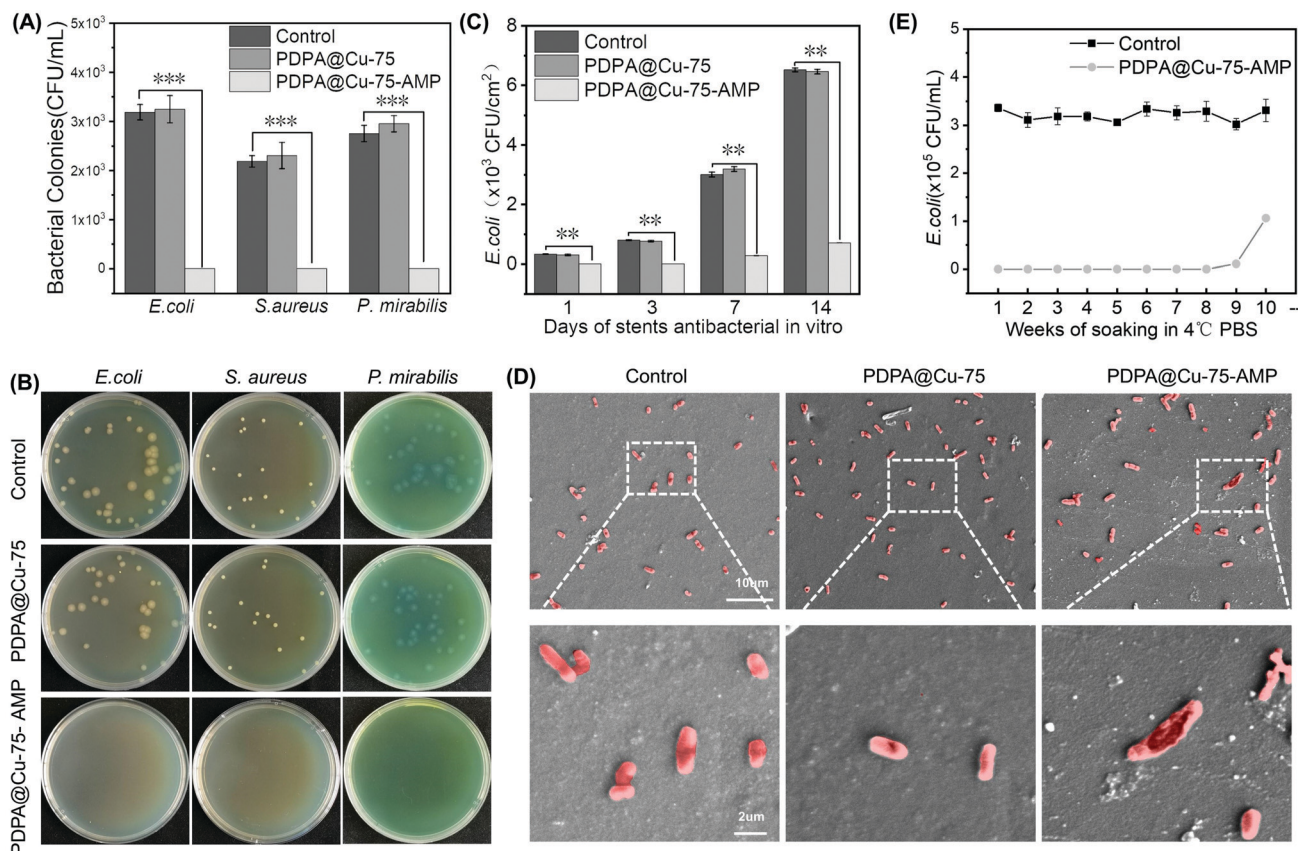 (A)
Bacterial Colonies(CFU/mL)
5x10³
4x10³
3x10³
2x10³
1x10³
0
Control
PDPA@Cu-75
PDPA@Cu-75-AMP
***
***
***
E.coli
S.aureus
P. mirabilis
(C)
E.coli (x10³ CFU/cm²)
8
6
4
2
0
Control
PDPA@Cu-75
PDPA@Cu-75-AMP
**
**
**
**
1
3
7
14
Days of stents antibacterial in vitro
(E)
E.coli(x10⁵ CFU/mL)
5
4
3
2
1
0
Control
PDPA@Cu-75-AMP
1 2 3 4 5 6 7 8 9 10 --
Weeks of soaking in 4℃ PBS
(B)
E.coli
S. aureus
P. mirabilis
Control
PDPA@Cu-75
PDPA@Cu-75- AMP
(D)
Control
PDPA@Cu-75
PDPA@Cu-75-AMP
10um
2um